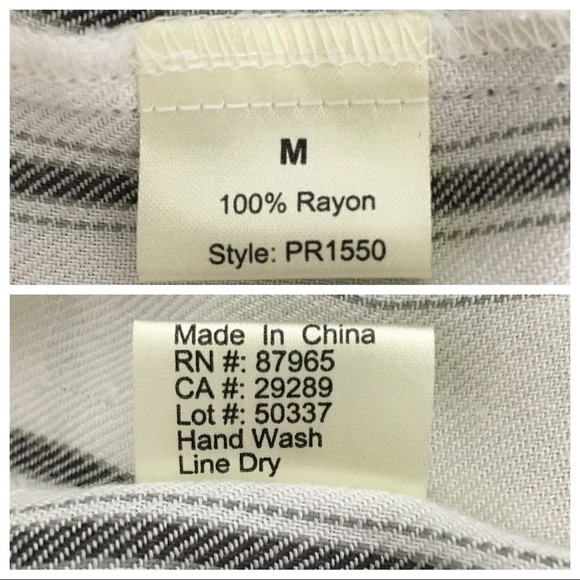 M
100% Rayon
Style: PR1550
Made In China
RN #: 87965
CA #: 29289
Lot #: 50337
Hand Wash
Line Dry